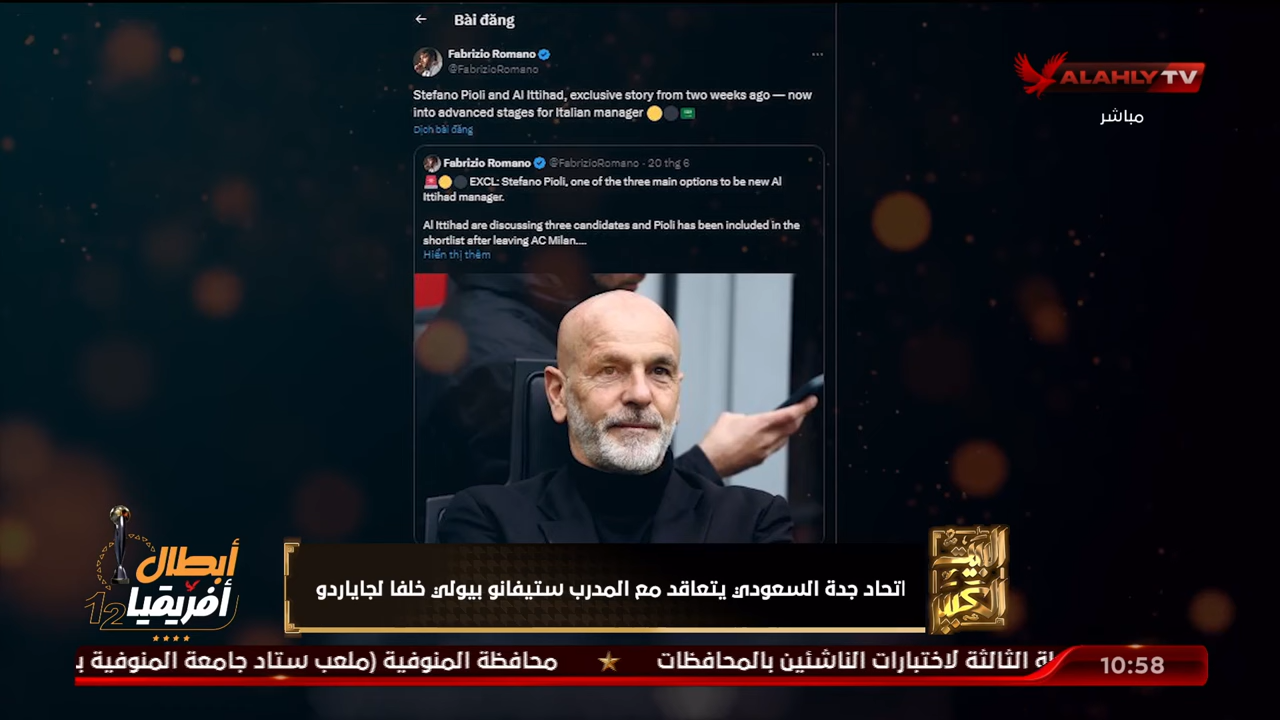 Bài đăng
Fabrizio Romano
@FabrizioRomano
Stefano Pioli and Al Ittihad, exclusive story from two weeks ago — now
into advanced stages for Italian manager
Dịch bài đăng
Fabrizio Romano @FabrizioRomano · 20 thg 6
EXCL: Stefano Pioli, one of the three main options to be new Al
Ittihad manager.
Al Ittihad are discussing three candidates and Pioli has been included in the
shortlist after leaving AC Milan....
Hiển thị thêm
ALAHLY TV
مباشر
أبطال
أفريقيا
12
اتحاد جدة السعودي يتعاقد مع المدرب ستيفانو بيولي خلفا لجاياردو
البيت
الكبير
لة الثالثة لاختبارات الناشئين بالمحافظات ★ محافظة المنوفية (ملعب ستاد جامعة المنوفية ب
10:58